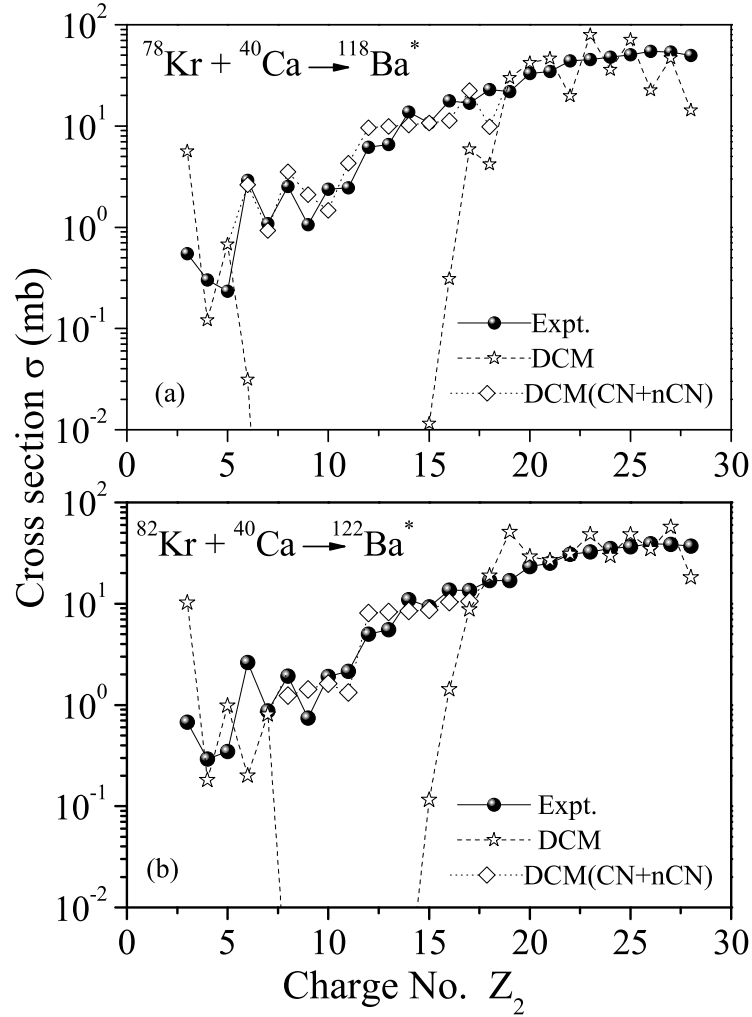 10²
⁷⁸Kr + ⁴⁰Ca → ¹¹⁸Ba*
10¹
10⁰
10⁻¹
10⁻²
Expt.
DCM
DCM(CN+nCN)
(a)
0 5 10 15 20 25 30
Cross section σ (mb)
10²
⁸²Kr + ⁴⁰Ca → ¹²²Ba*
10¹
10⁰
10⁻¹
10⁻²
Expt.
DCM
DCM(CN+nCN)
(b)
0 5 10 15 20 25 30
Charge No. Z₂